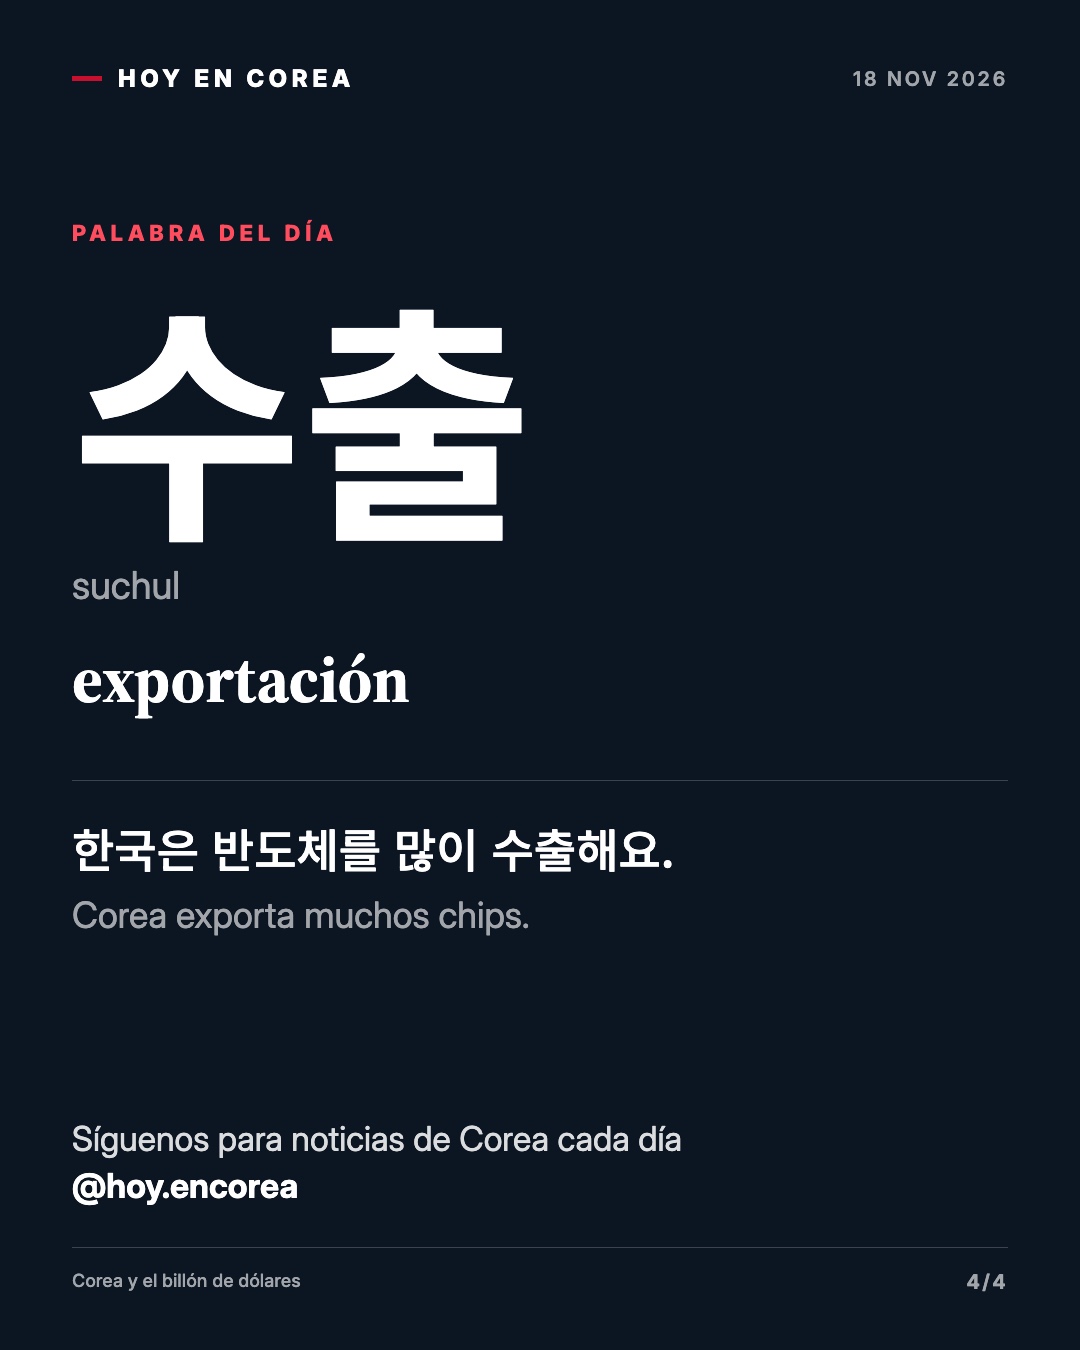 HOY EN COREA
18 NOV 2026
PALABRA DEL DÍA
수출
suchul
exportación
한국은 반도체를 많이 수출해요.
Corea exporta muchos chips.
Síguenos para noticias de Corea cada día
@hoy.encorea
Corea y el billón de dólares
4/4